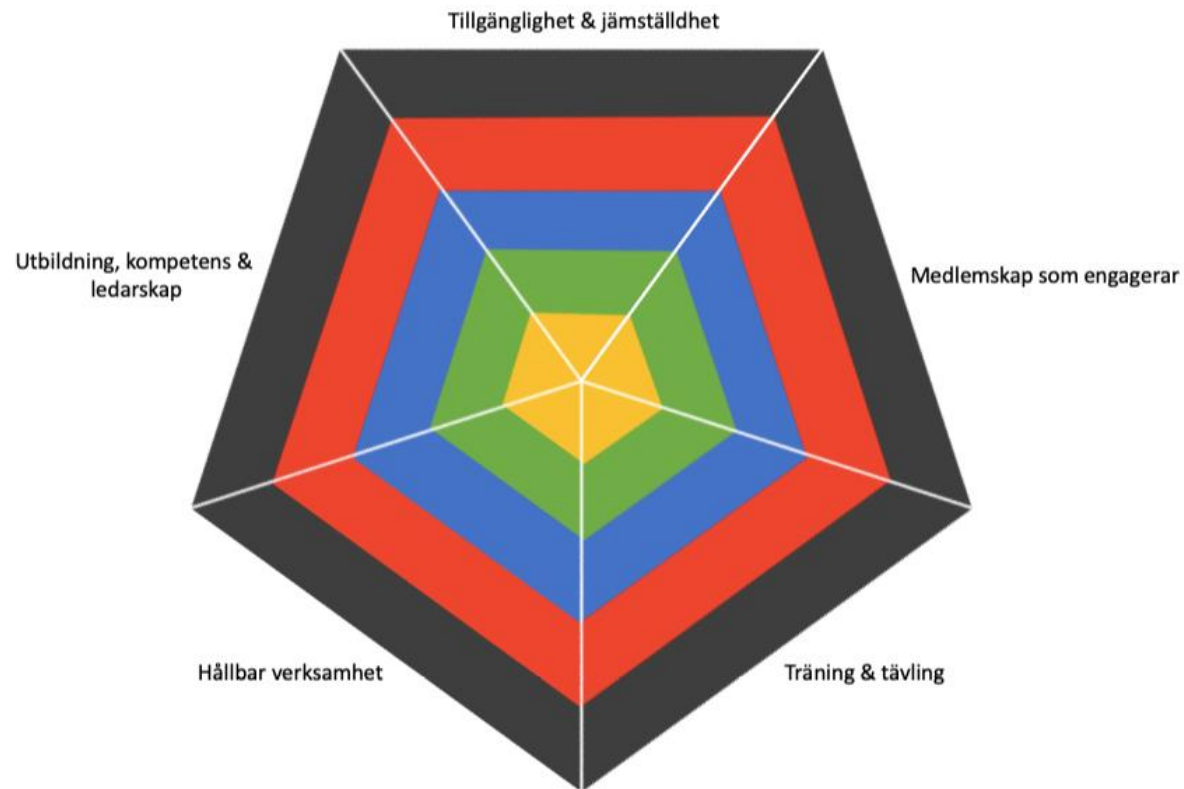 Tillgänglighet & jämställdhet
Utbildning, kompetens &
ledarskap
Medlemskap som engagerar
Hållbar verksamhet
Träning & tävling